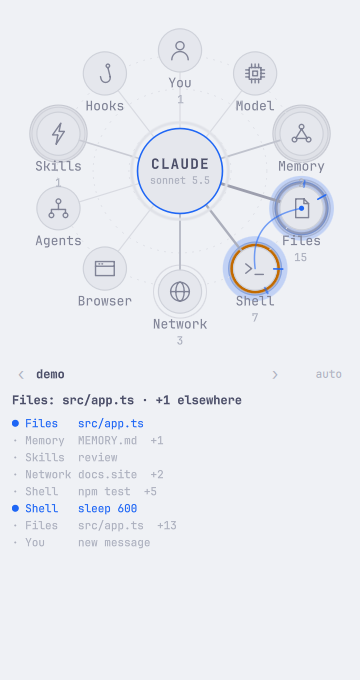 You
1
Hooks
Model
CLAUDE
sonnet 5.5
Skills
1
Memory
Agents
Files
15
Browser
Shell
7
Network
3
‹ demo › auto
Files: src/app.ts · +1 elsewhere
● Files src/app.ts
· Memory MEMORY.md +1
· Skills review
· Network docs.site +2
· Shell npm test +5
● Shell sleep 600
· Files src/app.ts +13
· You new message